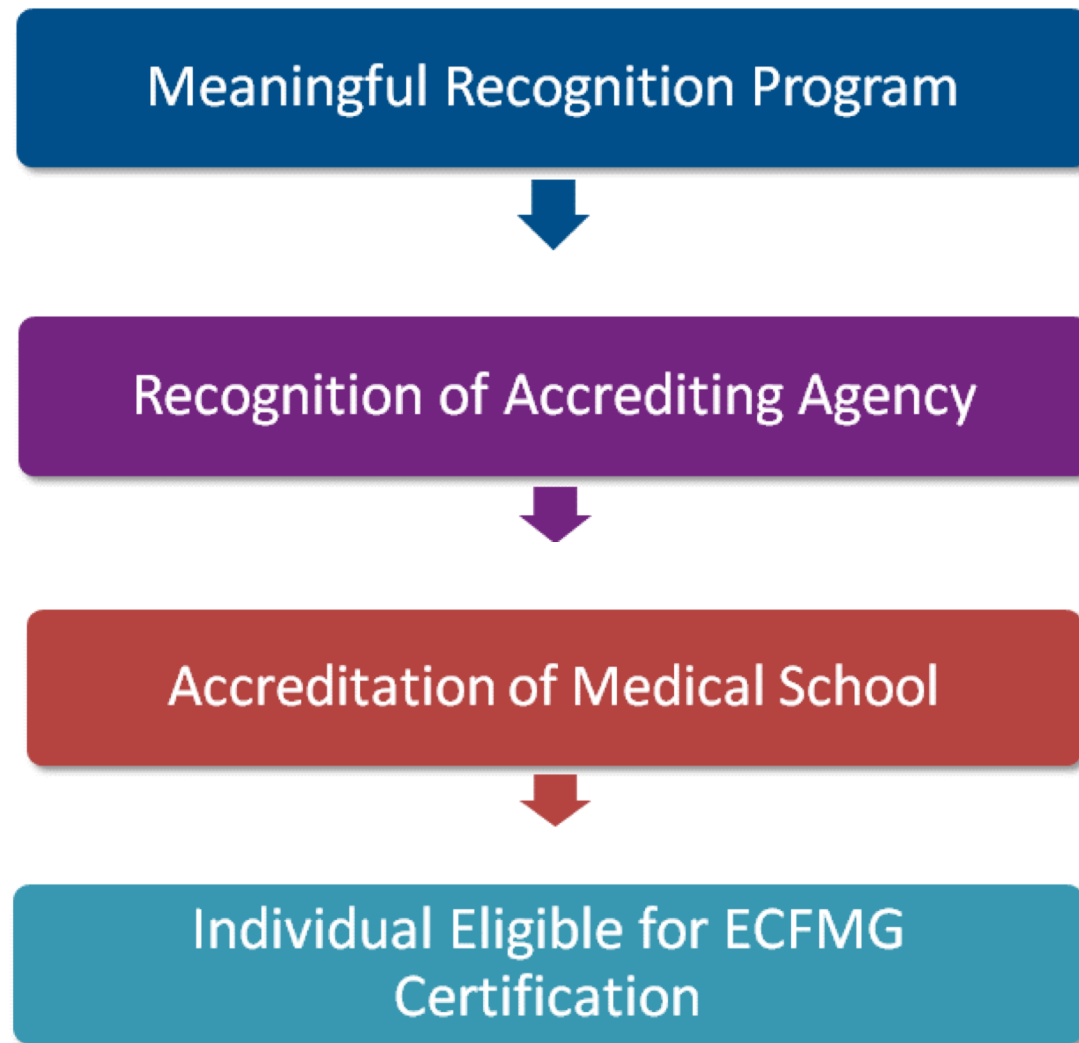 Meaningful Recognition Program
Recognition of Accrediting Agency
Accreditation of Medical School
Individual Eligible for ECFMG
Certification